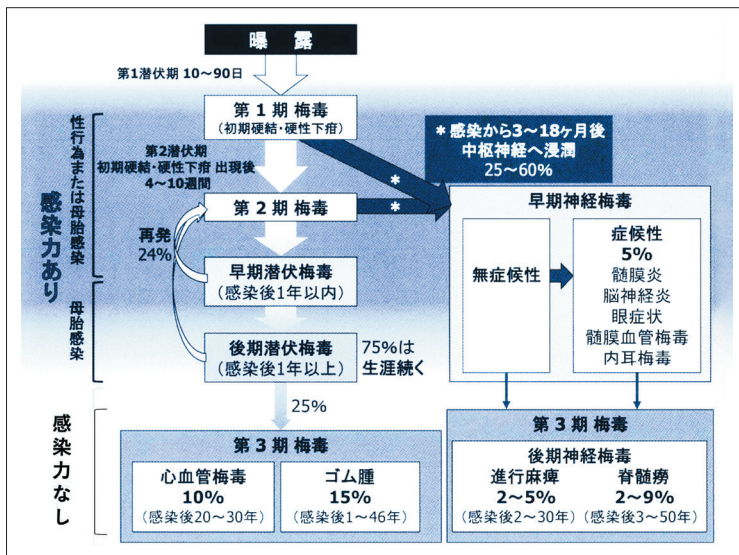 曝 露
第1潜伏期 10～90日
第1期 梅毒
(初期硬結・硬性下疳)
第2潜伏期
初期硬結・硬性下疳 出現後
4～10週間
第2期 梅毒
再発
24%
早期潜伏梅毒
(感染後1年以内)
後期潜伏梅毒
(感染後1年以上)
75%は
生涯続く
25%
第3期 梅毒
心血管梅毒
10%
(感染後20～30年)
ゴム腫
15%
(感染後1～46年)
* 感染から3～18ヶ月後
中枢神経へ浸潤
25～60%
*
*
早期神経梅毒
無症候性
症候性
5%
髄膜炎
脳神経炎
眼症状
髄膜血管梅毒
内耳梅毒
第3期 梅毒
後期神経梅毒
進行麻痺
2～5%
(感染後2～30年)
脊髄癆
2～9%
(感染後3～50年)
感染力あり
性行為または母胎感染
母胎感染
感染力なし